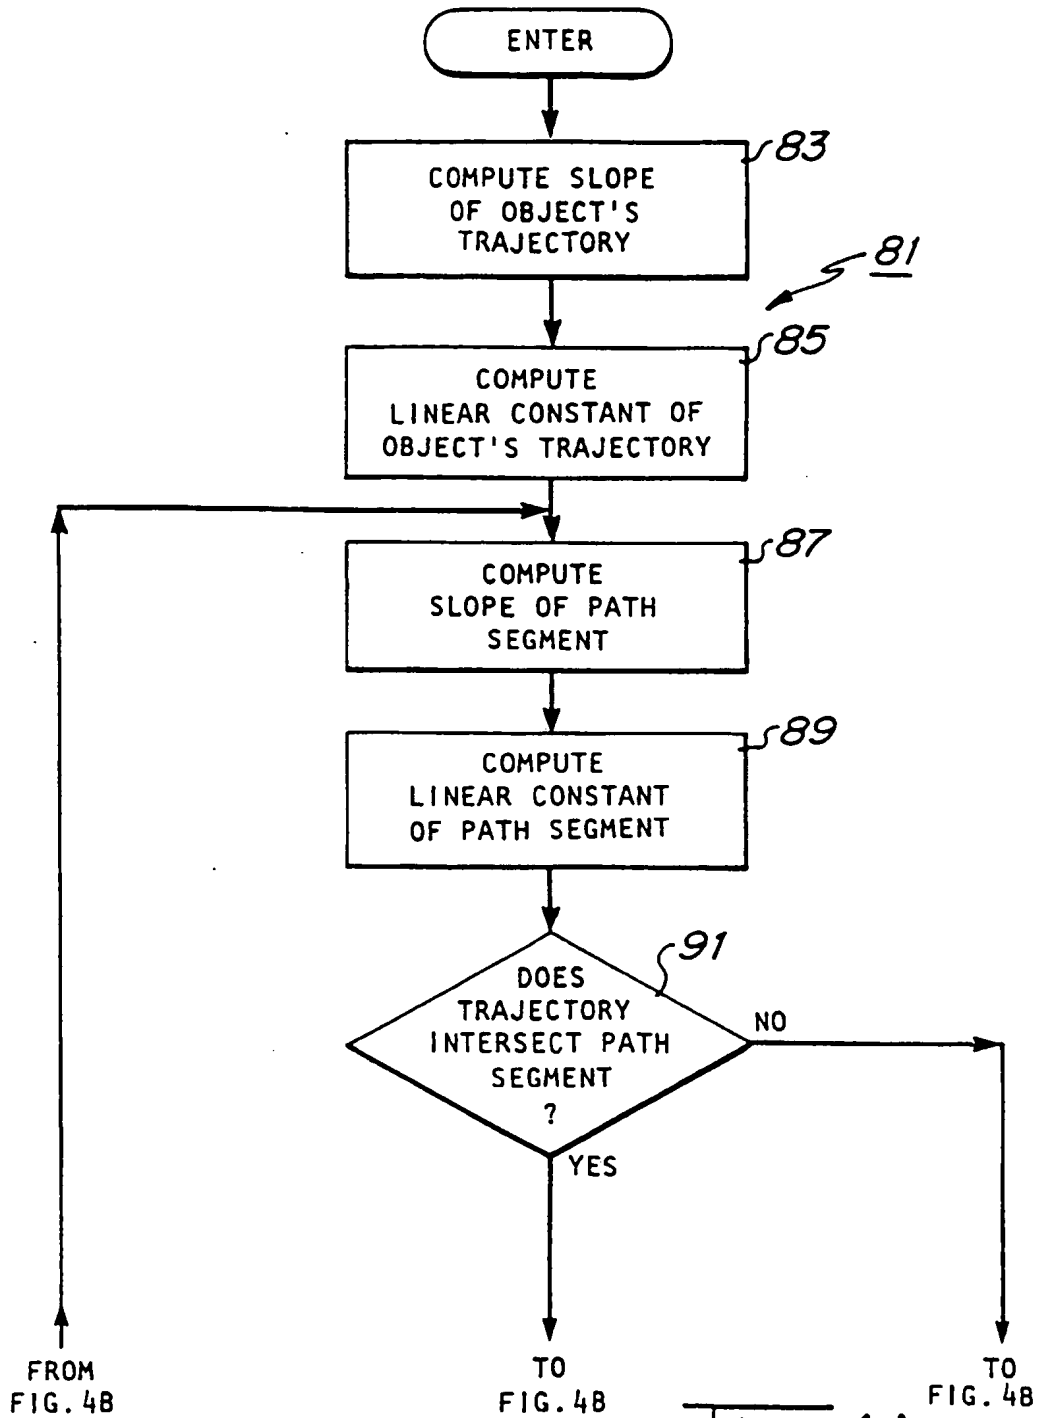 ENTER
83
COMPUTE SLOPE
OF OBJECT'S
TRAJECTORY
81
85
COMPUTE
LINEAR CONSTANT OF
OBJECT'S TRAJECTORY
87
COMPUTE
SLOPE OF PATH
SEGMENT
89
COMPUTE
LINEAR CONSTANT
OF PATH SEGMENT
91
DOES
TRAJECTORY
INTERSECT PATH
SEGMENT
?
NO
YES
FROM
FIG.4B
TO
FIG.4B
TO
FIG.4B